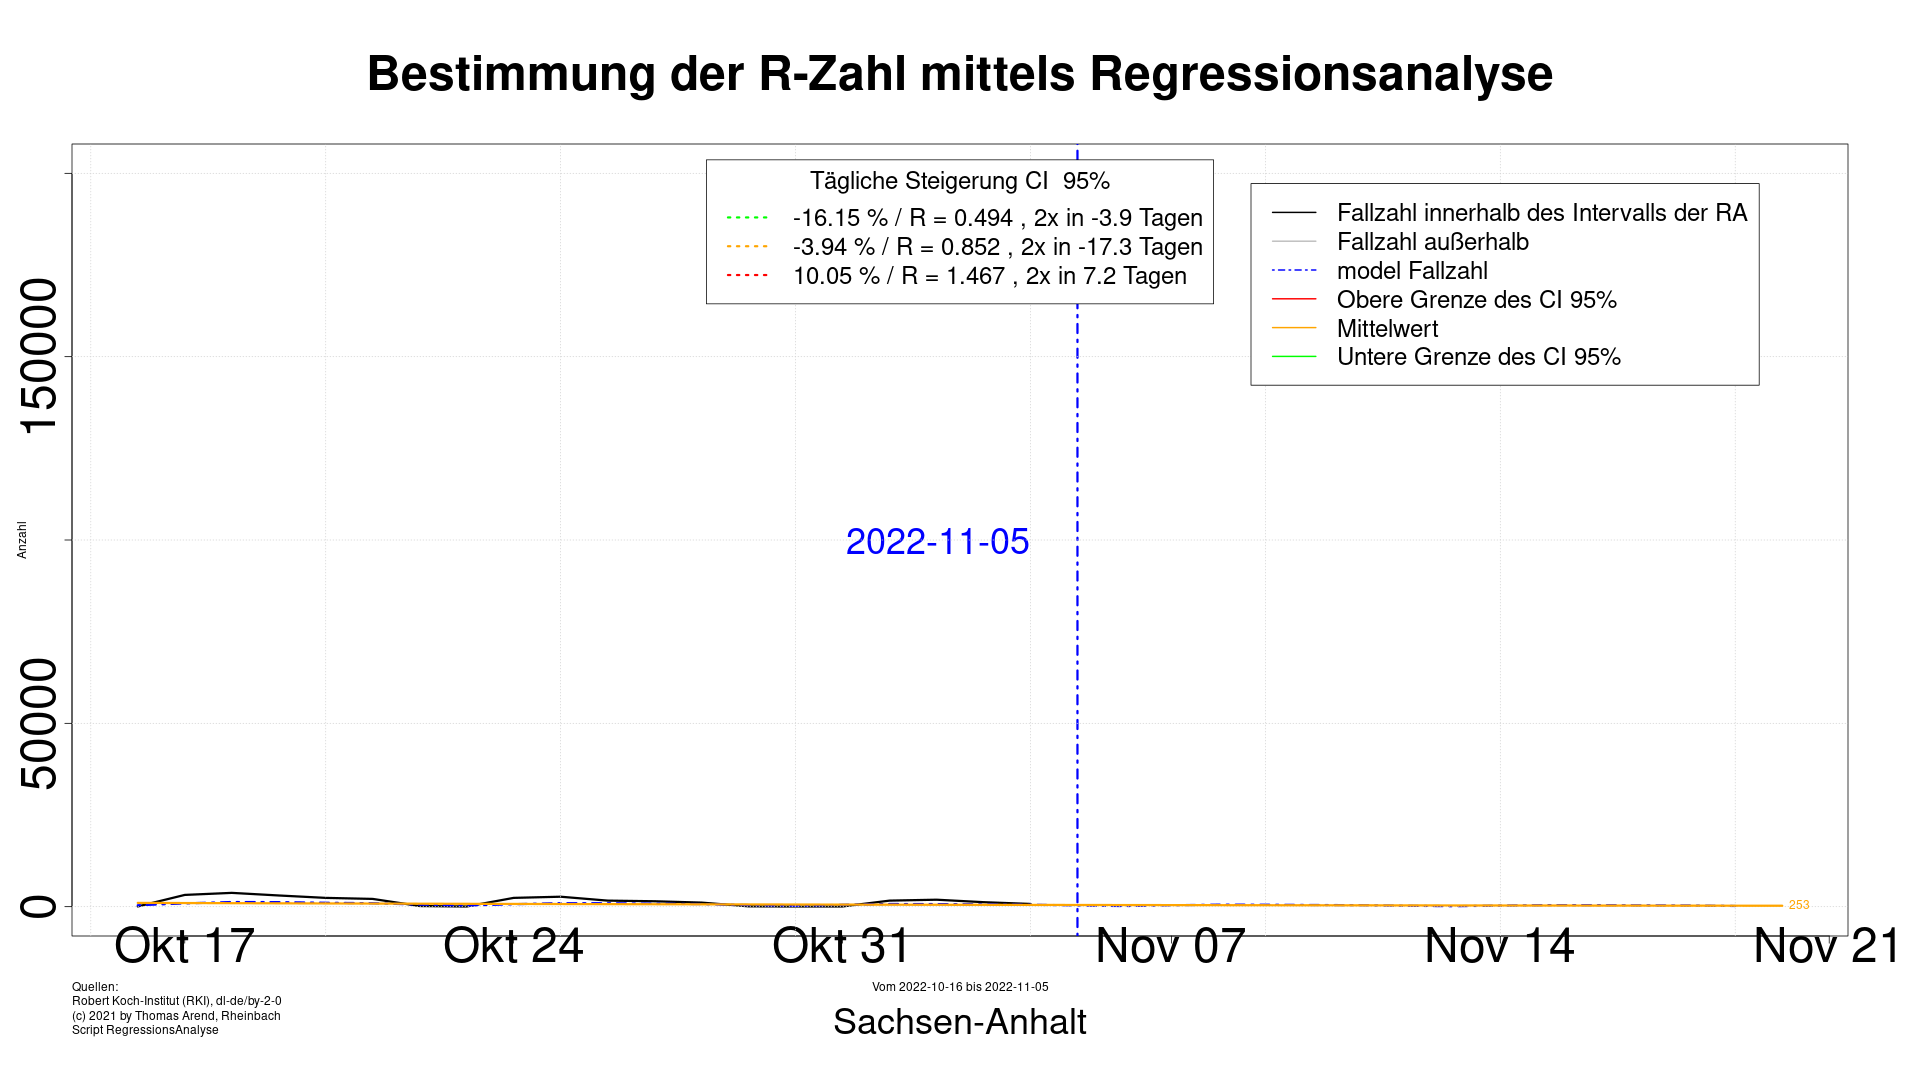 Bestimmung der R-Zahl mittels Regressionsanalyse
Tägliche Steigerung CI  95%
-16.15 % / R = 0.494 , 2x in -3.9 Tagen
-3.94 % / R = 0.852 , 2x in -17.3 Tagen
10.05 % / R = 1.467 , 2x in 7.2 Tagen
Fallzahl innerhalb des Intervalls der RA
Fallzahl außerhalb
model Fallzahl
Obere Grenze des CI 95%
Mittelwert
Untere Grenze des CI 95%
150000
50000
0
Anzahl
2022-11-05
253
Okt 17
Okt 24
Okt 31
Nov 07
Nov 14
Nov 21
Quellen:
Robert Koch-Institut (RKI), dl-de/by-2-0
(c) 2021 by Thomas Arend, Rheinbach
Script RegressionsAnalyse
Vom 2022-10-16 bis 2022-11-05
Sachsen-Anhalt